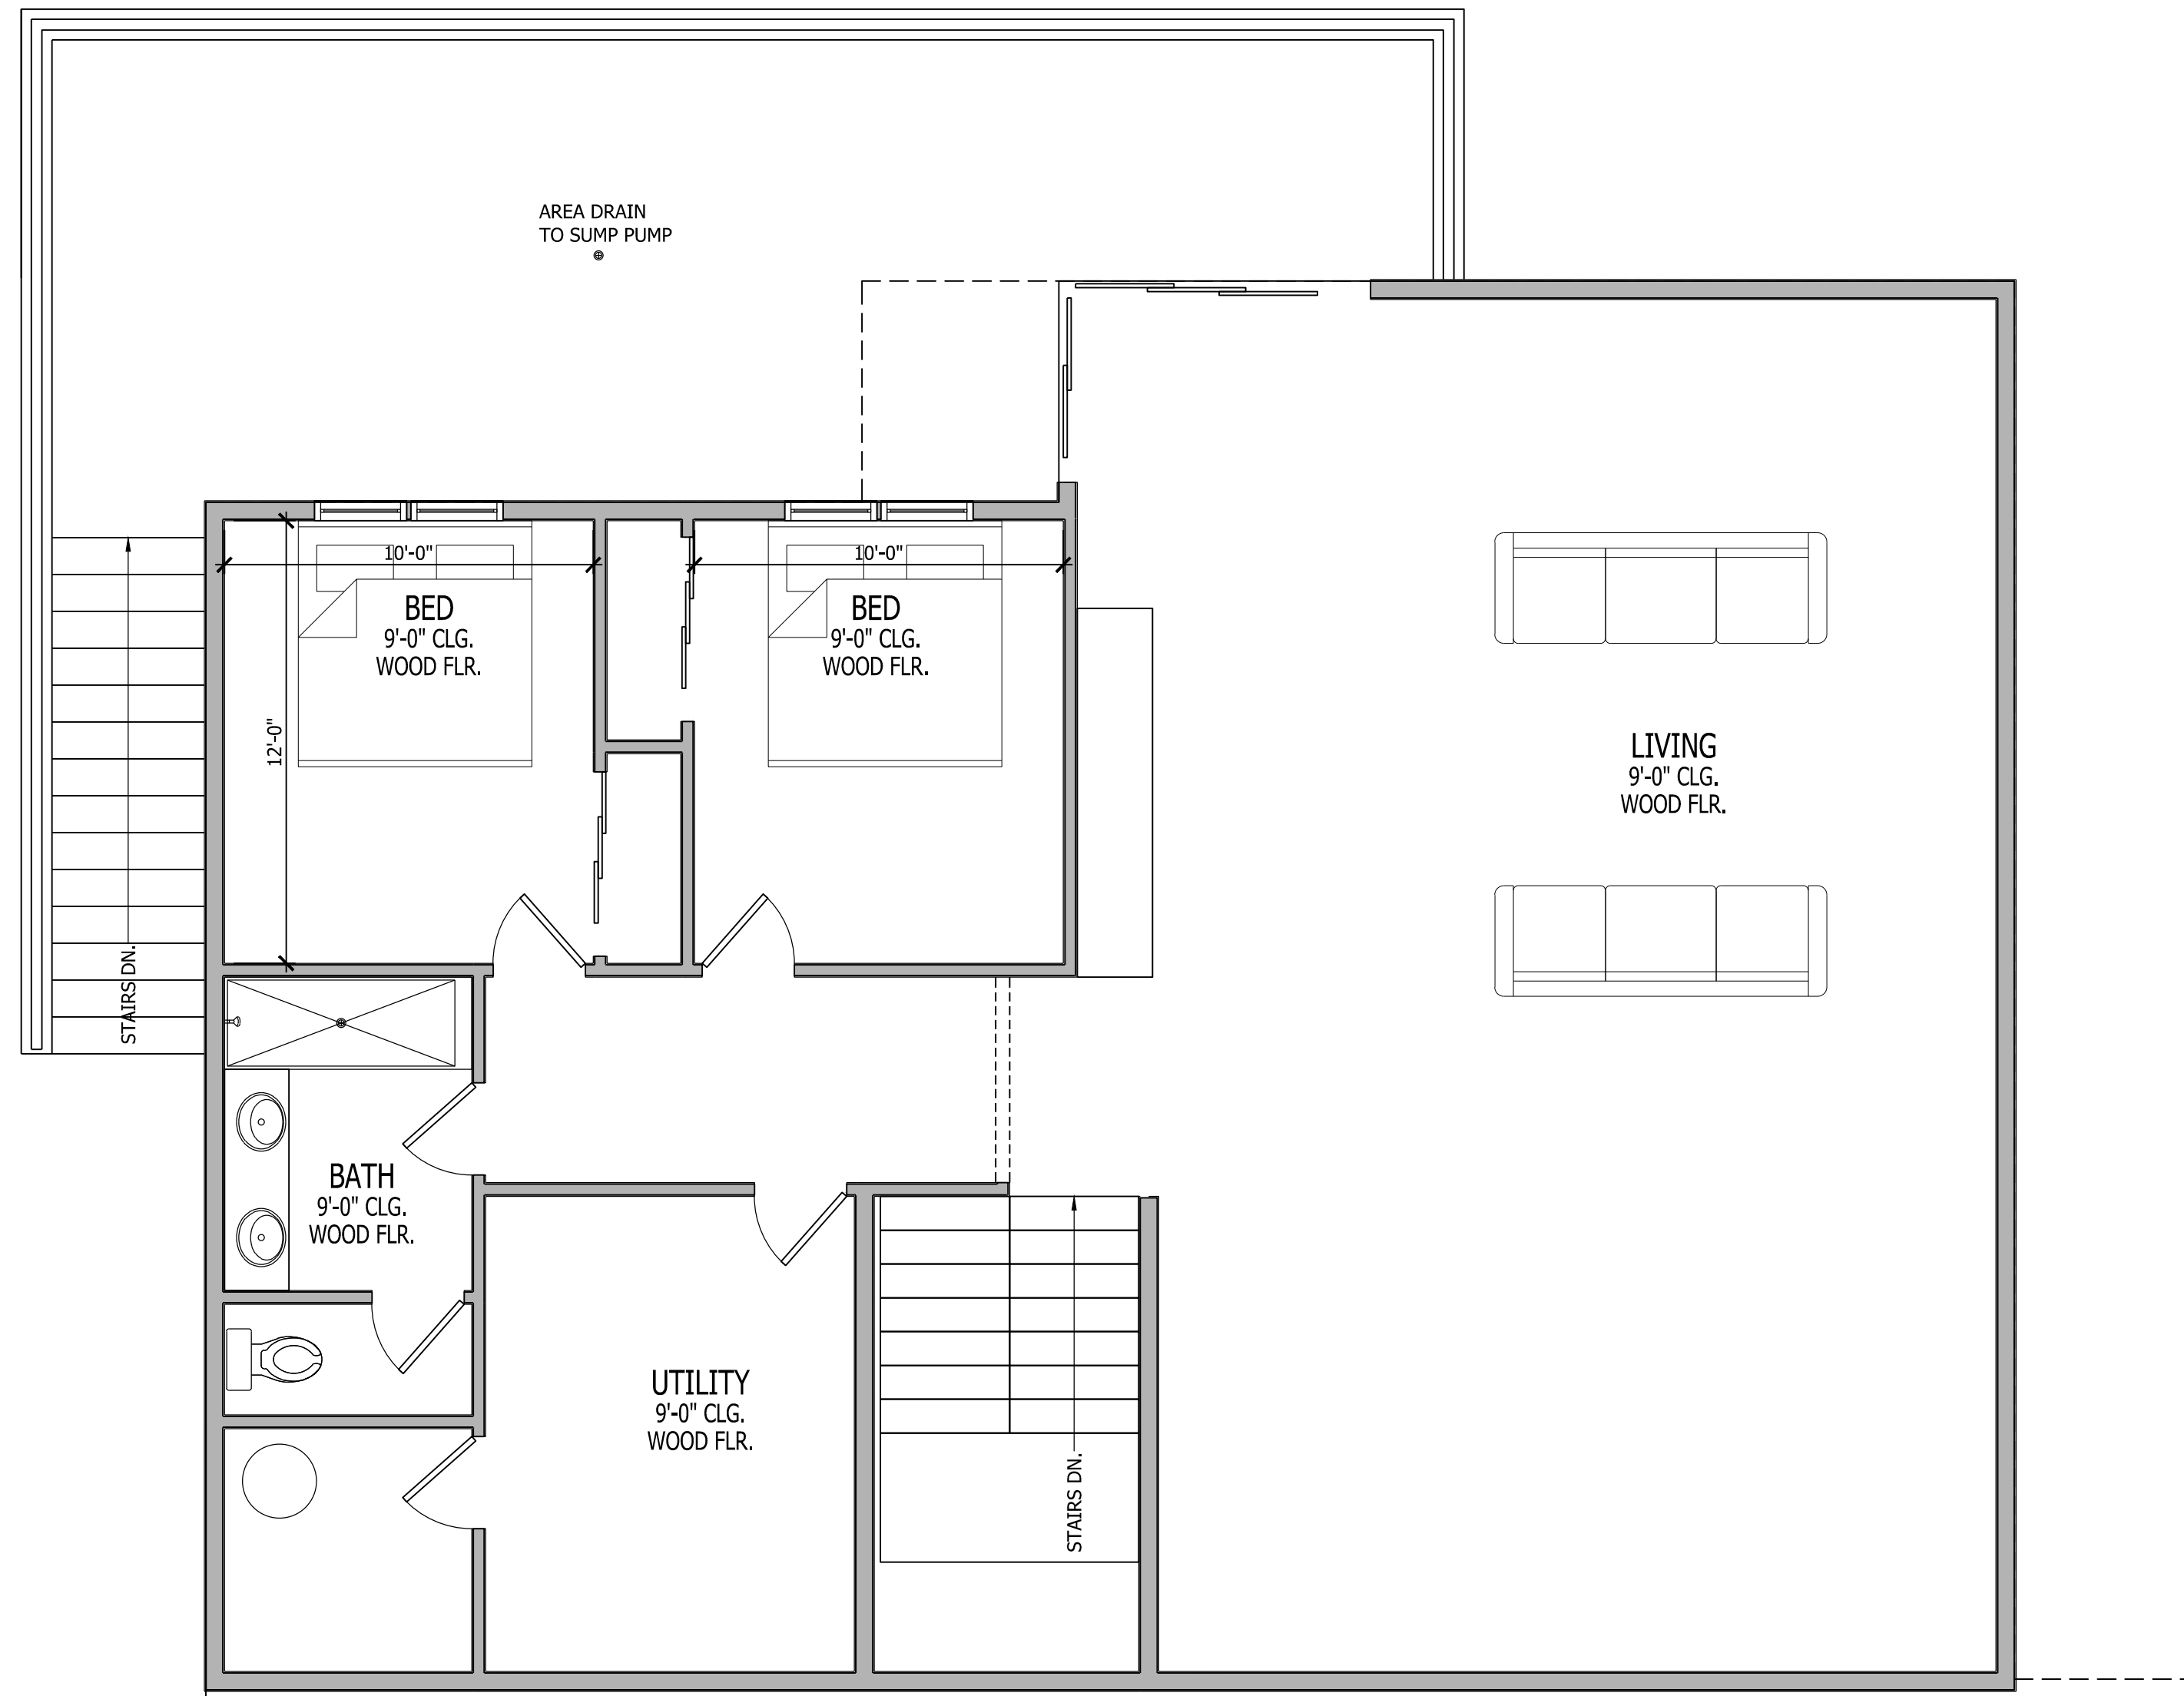 AREA DRAIN
TO SUMP PUMP
10'-0"
10'-0"
BED
9'-0" CLG.
WOOD FLR.
BED
9'-0" CLG.
WOOD FLR.
12'-0"
LIVING
9'-0" CLG.
WOOD FLR.
STAIRS DN.
BATH
9'-0" CLG.
WOOD FLR.
UTILITY
9'-0" CLG.
WOOD FLR.
STAIRS DN.